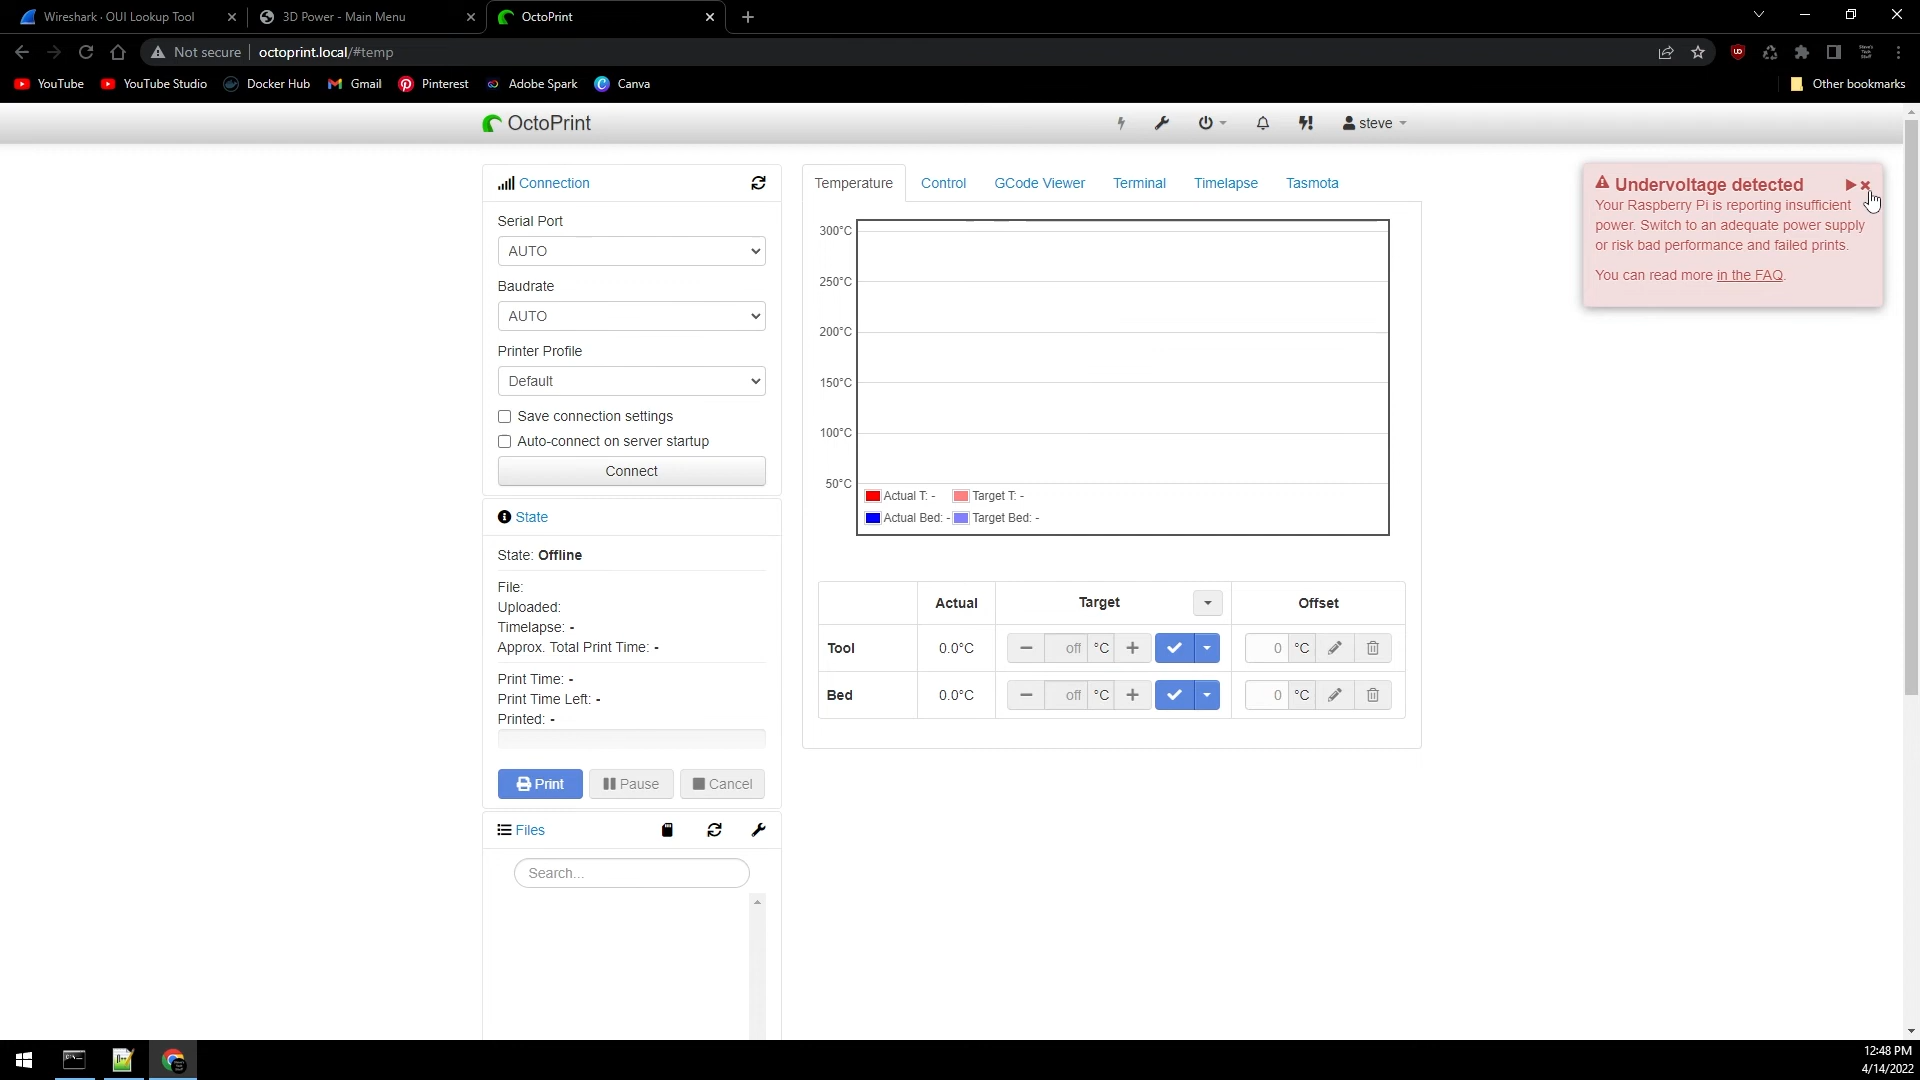 Wireshark · OUI Lookup Tool
3D Power - Main Menu
OctoPrint
Not secure
octoprint.local/#temp
YouTube
YouTube Studio
Docker Hub
Gmail
Pinterest
Adobe Spark
Canva
Other bookmarks
OctoPrint
steve
Connection
Serial Port
AUTO
Baudrate
AUTO
Printer Profile
Default
Save connection settings
Auto-connect on server startup
Connect
State
State: Offline
File:
Uploaded:
Timelapse: -
Approx. Total Print Time: -
Print Time: -
Print Time Left: -
Printed: -
Print
Pause
Cancel
Files
Search...
Temperature
Control
GCode Viewer
Terminal
Timelapse
Tasmota
300°C
250°C
200°C
150°C
100°C
50°C
Actual T: -
Target T: -
Actual Bed: -
Target Bed: -
Actual
Target
Offset
Tool
0.0°C
off
°C
0
°C
Bed
0.0°C
off
°C
0
°C
Undervoltage detected
Your Raspberry Pi is reporting insufficient
power. Switch to an adequate power supply
or risk bad performance and failed prints.
You can read more in the FAQ.
12:48 PM
4/14/2022